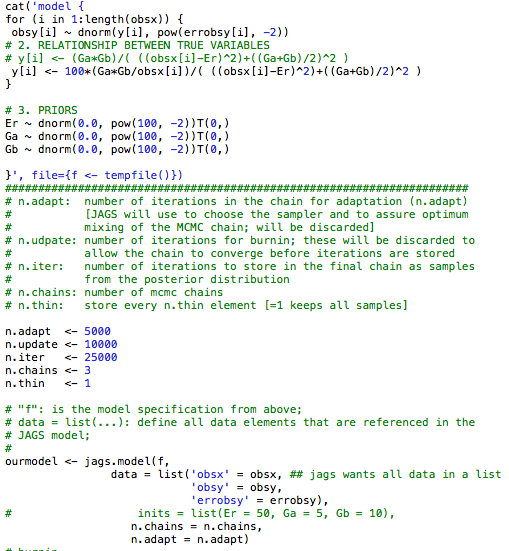 cat('model {
for (i in 1:length(obsx)) {
 obsy[i] ~ dnorm(y[i], pow(errobsy[i], -2))
# 2. RELATIONSHIP BETWEEN TRUE VARIABLES
# y[i] <- (Ga*Gb)/( ((obsx[i]-Er)^2)+((Ga+Gb)/2)^2 )
 y[i] <- 100*(Ga*Gb/obsx[i])/( ((obsx[i]-Er)^2)+((Ga+Gb)/2)^2 )
}

# 3. PRIORS
Er ~ dnorm(0.0, pow(100, -2))T(0,)
Ga ~ dnorm(0.0, pow(100, -2))T(0,)
Gb ~ dnorm(0.0, pow(100, -2))T(0,)

}', file={f <- tempfile()})
######################################################################
# n.adapt:  number of iterations in the chain for adaptation (n.adapt)
#           [JAGS will use to choose the sampler and to assure optimum
#           mixing of the MCMC chain; will be discarded]
# n.udpate: number of iterations for burnin; these will be discarded to
#           allow the chain to converge before iterations are stored
# n.iter:   number of iterations to store in the final chain as samples
#           from the posterior distribution
# n.chains: number of mcmc chains
# n.thin:   store every n.thin element [=1 keeps all samples]

n.adapt  <- 5000
n.update <- 10000
n.iter   <- 25000
n.chains <- 3
n.thin   <- 1

# "f": is the model specification from above;
# data = list(...): define all data elements that are referenced in the
# JAGS model;
#
ourmodel <- jags.model(f,
                data = list('obsx' = obsx, ## jags wants all data in a list
                            'obsy' = obsy,
                            'errobsy' = errobsy),
#                   inits = list(Er = 50, Ga = 5, Gb = 10),
                   n.chains = n.chains,
                   n.adapt = n.adapt)